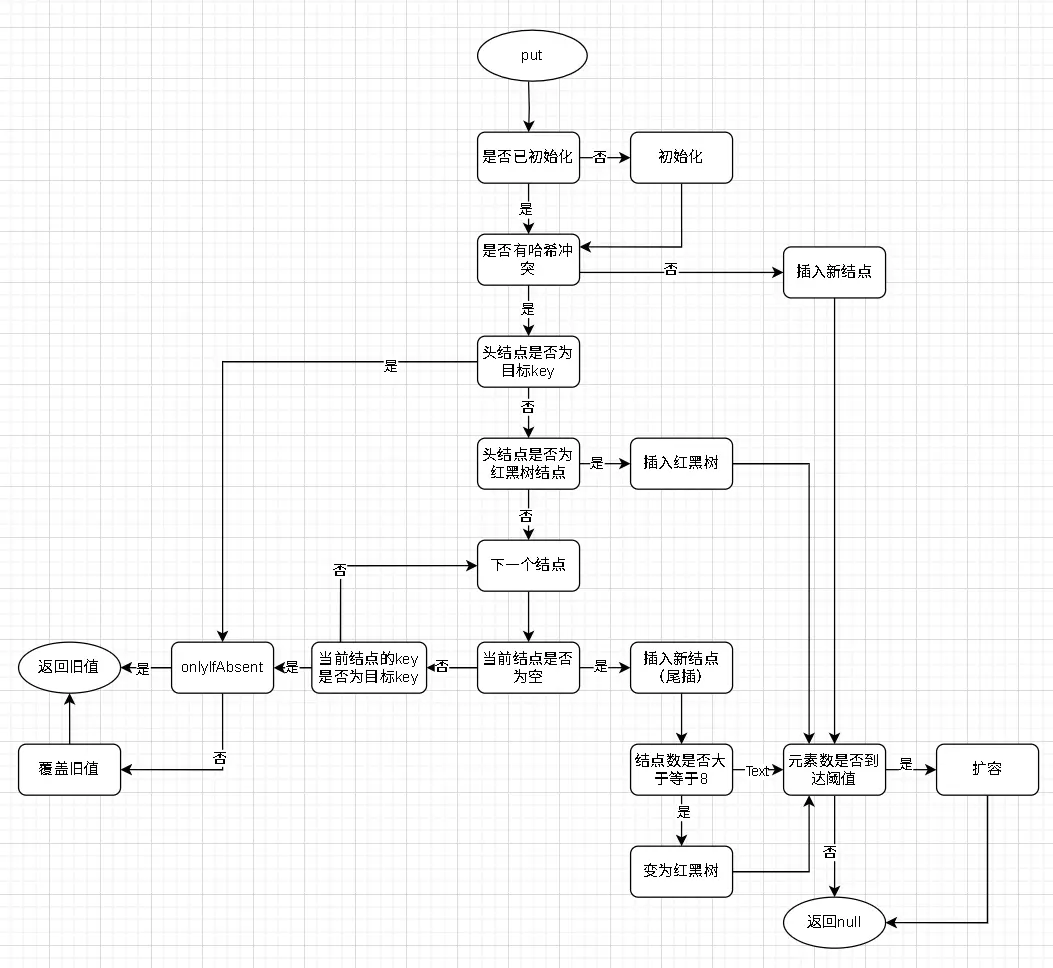 put
是否已初始化
否
初始化
是
是否有哈希冲
突
否
插入新结点
是
头结点是否为
目标key
是
否
头结点是否为
红黑树结点
是
插入红黑树
否
下一个结点
否
返回旧值
是
onlyIfAbsent
是
当前结点的key
是否为目标key
否
当前结点是否
为空
是
插入新结点
（尾插）
否
覆盖旧值
结点数是否大
于等于8
Text
元素数是否到
达阈值
是
扩容
是
变为红黑树
否
返回null